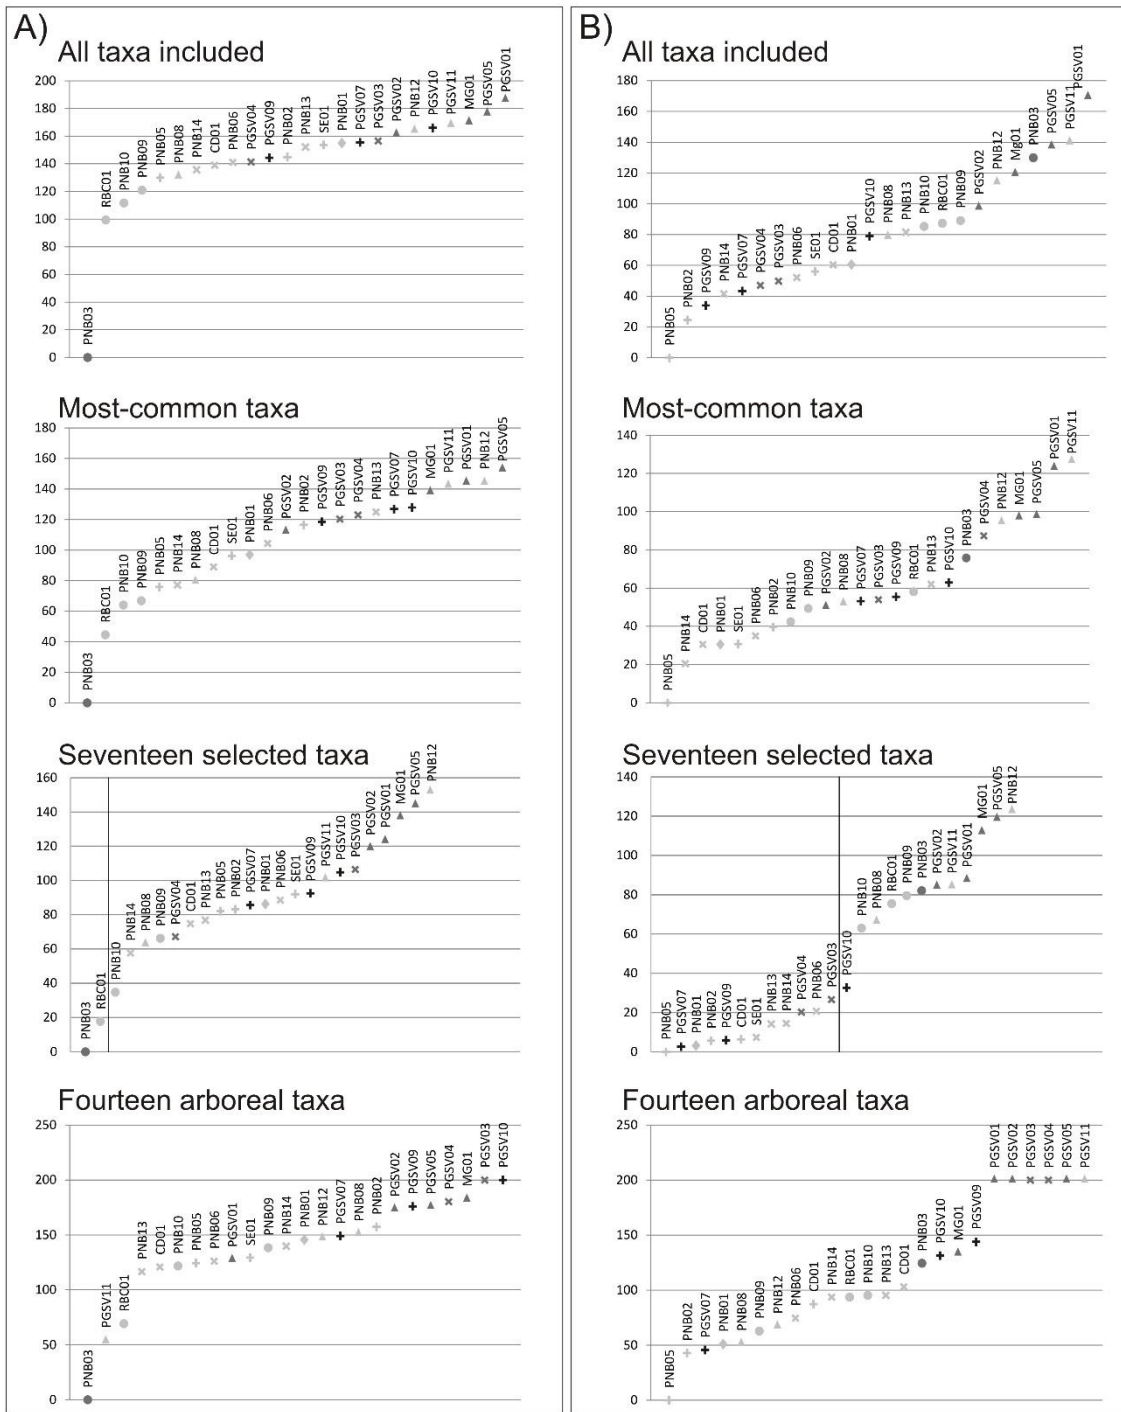 A)
All taxa included
200
180
160
140
120
100
80
60
40
20
0
PNB03
RBC01
PNB10
PNB09
PNB05
PNB08
PNB14
CD01
PNB06
PGSV04
PGSV09
PNB02
PNB13
SE01
PNB01
PGSV07
PGSV03
PGSV02
PNB12
PGSV10
PGSV11
MG01
PGSV05
PGSV01
Most-common taxa
180
160
140
120
100
80
60
40
20
0
PNB03
RBC01
PNB10
PNB09
PNB05
PNB14
PNB08
CD01
SE01
PNB01
PNB06
PGSV02
PNB02
PGSV09
PGSV03
PGSV04
PNB13
PGSV07
PGSV10
MG01
PGSV11
PGSV01
PNB12
PGSV05
Seventeen selected taxa
160
140
120
100
80
60
40
20
0
PNB03
RBC01
PNB10
PNB14
PNB08
PNB09
PGSV04
CD01
PNB13
PNB05
PNB02
PGSV07
PNB01
PNB06
SE01
PGSV09
PGSV11
PGSV10
PGSV03
PGSV02
PGSV01
MG01
PGSV05
PNB12
Fourteen arboreal taxa
250
200
150
100
50
0
PNB03
PGSV11
RBC01
PNB13
CD01
PNB10
PNB05
PNB06
PGSV01
SE01
PNB09
PNB14
PNB01
PNB12
PGSV07
PNB08
PNB02
PGSV02
PGSV09
PGSV05
PGSV04
MG01
PGSV03
PGSV10
B)
All taxa included
180
160
140
120
100
80
60
40
20
0
PNB05
PNB02
PGSV09
PNB14
PGSV07
PGSV04
PGSV03
PNB06
SE01
CD01
PNB01
PGSV10
PNB08
PNB13
PNB10
RBC01
PNB09
PGSV02
PNB12
Mg01
PNB03
PGSV05
PGSV11
PGSV01
Most-common taxa
140
120
100
80
60
40
20
0
PNB05
PNB14
CD01
PNB01
SE01
PNB06
PNB02
PNB10
PNB09
PGSV02
PNB08
PGSV07
PGSV03
PGSV09
RBC01
PNB13
PGSV10
PNB03
PGSV04
PNB12
MG01
PGSV05
PGSV01
PGSV11
Seventeen selected taxa
140
120
100
80
60
40
20
0
PNB05
PGSV07
PNB01
PNB02
PGSV09
CD01
SE01
PNB13
PNB14
PGSV04
PNB06
PGSV03
PGSV10
PNB10
PNB08
RBC01
PNB09
PNB03
PGSV02
PGSV11
PGSV01
MG01
PGSV05
PNB12
Fourteen arboreal taxa
250
200
150
100
50
0
PNB05
PNB02
PGSV07
PNB01
PNB08
PNB09
PNB12
PNB06
CD01
PNB14
RBC01
PNB10
PNB13
CD01
PNB03
PGSV10
MG01
PGSV09
PGSV01
PGSV02
PGSV03
PGSV04
PGSV05
PGSV11